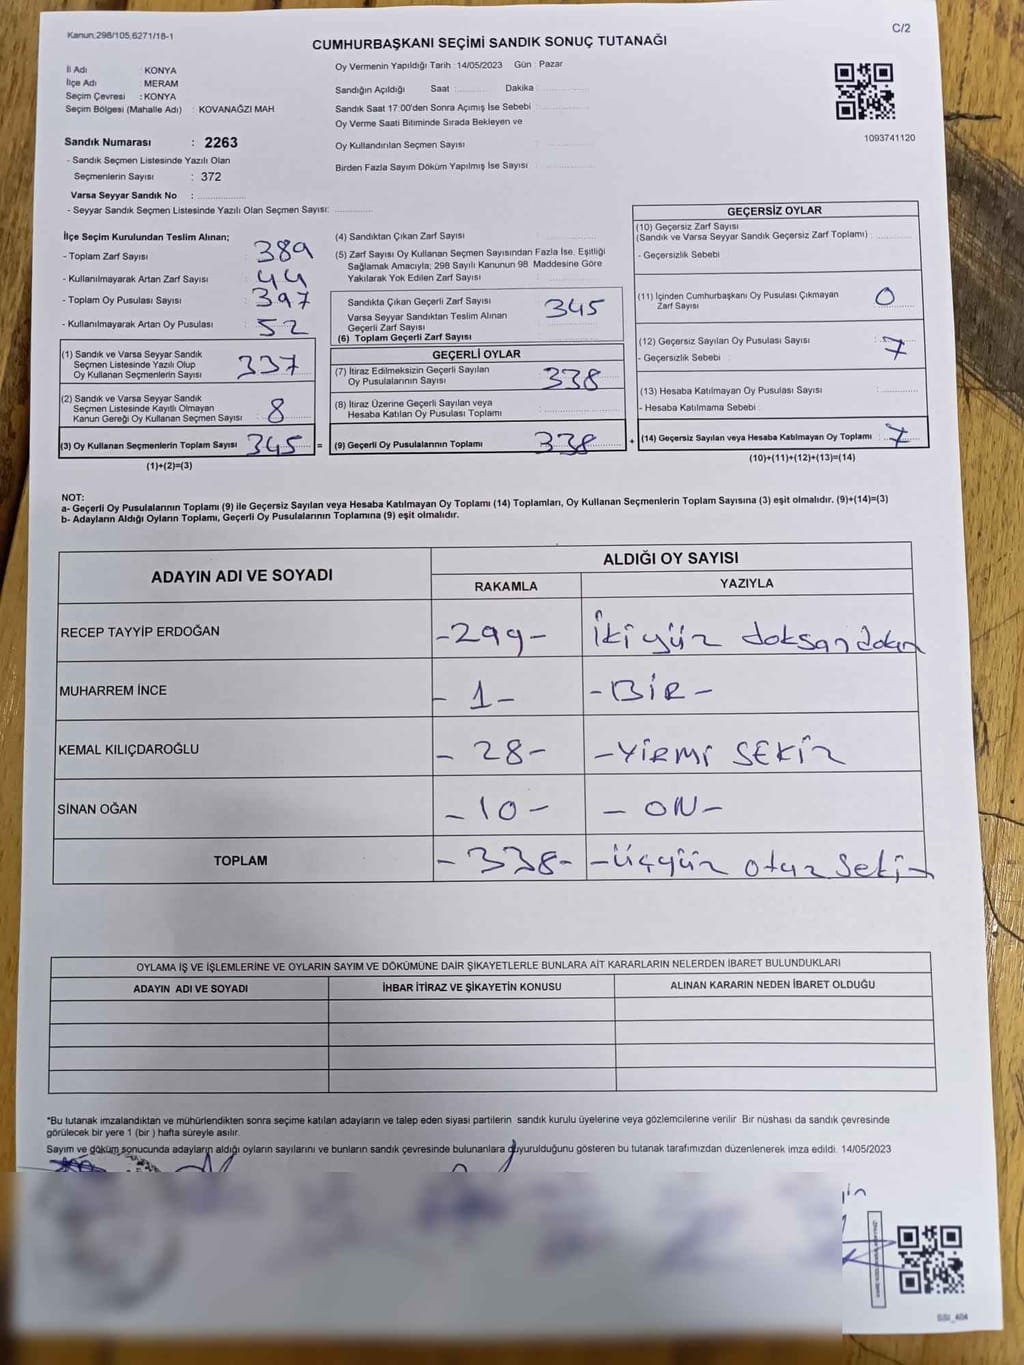 Kanun:298/105,6271/18-1
C/2
CUMHURBAŞKANI SEÇİMİ SANDIK SONUÇ TUTANAĞI
İl Adı : KONYA
İlçe Adı : MERAM
Seçim Çevresi : KONYA
Seçim Bölgesi (Mahalle Adı) : KOVANAĞZI MAH
Sandık Numarası : 2263
- Sandık Seçmen Listesinde Yazılı Olan
Seçmenlerin Sayısı : 372
Varsa Seyyar Sandık No :
- Seyyar Sandık Seçmen Listesinde Yazılı Olan Seçmen Sayısı:
Oy Vermenin Yapıldığı Tarih : 14/05/2023 Gün : Pazar
Sandığın Açıldığı Saat : Dakika :
Sandık Saat 17:00'den Sonra Açımış İse Sebebi :
Oy Verme Saati Bitiminde Sırada Bekleyen ve
Oy Kullandırılan Seçmen Sayısı :
Birden Fazla Sayım Döküm Yapılmış İse Sayısı :
1093741120
İlçe Seçim Kurulundan Teslim Alınan;
- Toplam Zarf Sayısı : 389
- Kullanılmayarak Artan Zarf Sayısı : 44
- Toplam Oy Pusulası Sayısı : 397
- Kullanılmayarak Artan Oy Pusulası : 52
(1) Sandık ve Varsa Seyyar Sandık
Seçmen Listesinde Yazılı Olup
Oy Kullanan Seçmenlerin Sayısı : 337
(2) Sandık ve Varsa Seyyar Sandık
Seçmen Listesinde Kayıtlı Olmayan
Kanun Gereği Oy Kullanan Seçmen Sayısı : 8
(3) Oy Kullanan Seçmenlerin Toplam Sayısı : 345 =
(1)+(2)=(3)
(4) Sandıktan Çıkan Zarf Sayısı :
(5) Zarf Sayısı Oy Kullanan Seçmen Sayısından Fazla İse, Eşitliği
Sağlamak Amacıyla; 298 Sayılı Kanunun 98. Maddesine Göre
Yakılarak Yok Edilen Zarf Sayısı :
Sandıkta Çıkan Geçerli Zarf Sayısı
Varsa Seyyar Sandıktan Teslim Alınan
Geçerli Zarf Sayısı
345
(6) Toplam Geçerli Zarf Sayısı :
GEÇERLİ OYLAR
(7) İtiraz Edilmeksizin Geçerli Sayılan
Oy Pusulalarının Sayısı : 338
(8) İtiraz Üzerine Geçerli Sayılan veya
Hesaba Katılan Oy Pusulası Toplamı :
(9) Geçerli Oy Pusulalarının Toplamı : 338 +
GEÇERSİZ OYLAR
(10) Geçersiz Zarf Sayısı
(Sandık ve Varsa Seyyar Sandık Geçersiz Zarf Toplamı) :
- Geçersizlik Sebebi :
(11) İçinden Cumhurbaşkanı Oy Pusulası Çıkmayan
Zarf Sayısı : 0
(12) Geçersiz Sayılan Oy Pusulası Sayısı : 7
- Geçersizlik Sebebi :
(13) Hesaba Katılmayan Oy Pusulası Sayısı :
- Hesaba Katılmama Sebebi :
(14) Geçersiz Sayılan veya Hesaba Katılmayan Oy Toplamı : 7
(10)+(11)+(12)+(13)=(14)
NOT:
a- Geçerli Oy Pusulalarının Toplamı (9) ile Geçersiz Sayılan veya Hesaba Katılmayan Oy Toplamı (14) Toplamları, Oy Kullanan Seçmenlerin Toplam Sayısına (3) eşit olmalıdır. (9)+(14)=(3)
b- Adayların Aldığı Oyların Toplamı, Geçerli Oy Pusulalarının Toplamına (9) eşit olmalıdır.
ADAYIN ADI VE SOYADI ALDIĞI OY SAYISI
RAKAMLA YAZIYLA
RECEP TAYYİP ERDOĞAN -299- İkiyüz doksandokuz
MUHARREM İNCE - 1 - - BİR -
KEMAL KILIÇDAROĞLU - 28 - - YİRMİ SEKİZ
SİNAN OĞAN - 10 - - ON -
TOPLAM - 338 - - üçyüz otuz sekiz
OYLAMA İŞ VE İŞLEMLERİNE VE OYLARIN SAYIM VE DÖKÜMÜNE DAİR ŞİKAYETLERLE BUNLARA AİT KARARLARIN NELERDEN İBARET BULUNDUKLARI
ADAYIN ADI VE SOYADI İHBAR İTİRAZ VE ŞİKAYETİN KONUSU ALINAN KARARIN NEDEN İBARET OLDUĞU
*Bu tutanak imzalandıktan ve mühürlendikten sonra seçime katılan adayların ve talep eden siyasi partilerin sandık kurulu üyelerine veya gözlemcilerine verilir. Bir nüshası da sandık çevresinde
görülecek bir yere 1 (bir ) hafta süreyle asılır.
Sayım ve döküm sonucunda adayların aldığı oyların sayılarını ve bunların sandık çevresinde bulunanlara duyurulduğunu gösteren bu tutanak tarafımızdan düzenlenerek imza edildi. 14/05/2023
SSI_404